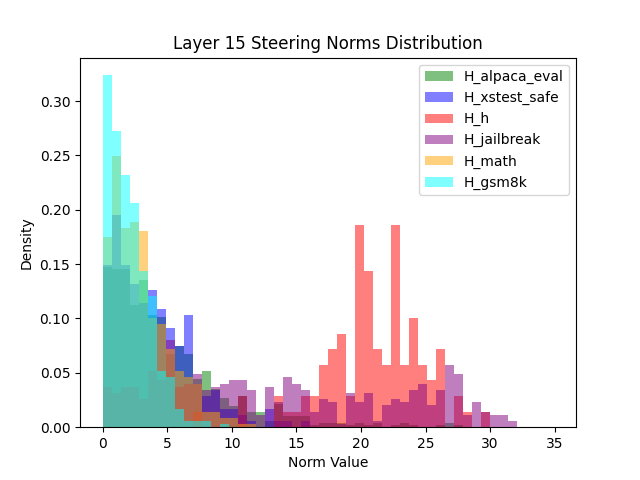 Layer 15 Steering Norms Distribution
H_alpaca_eval
H_xstest_safe
H_h
H_jailbreak
H_math
H_gsm8k
Density
0.30
0.25
0.20
0.15
0.10
0.05
0.00
0 5 10 15 20 25 30 35
Norm Value